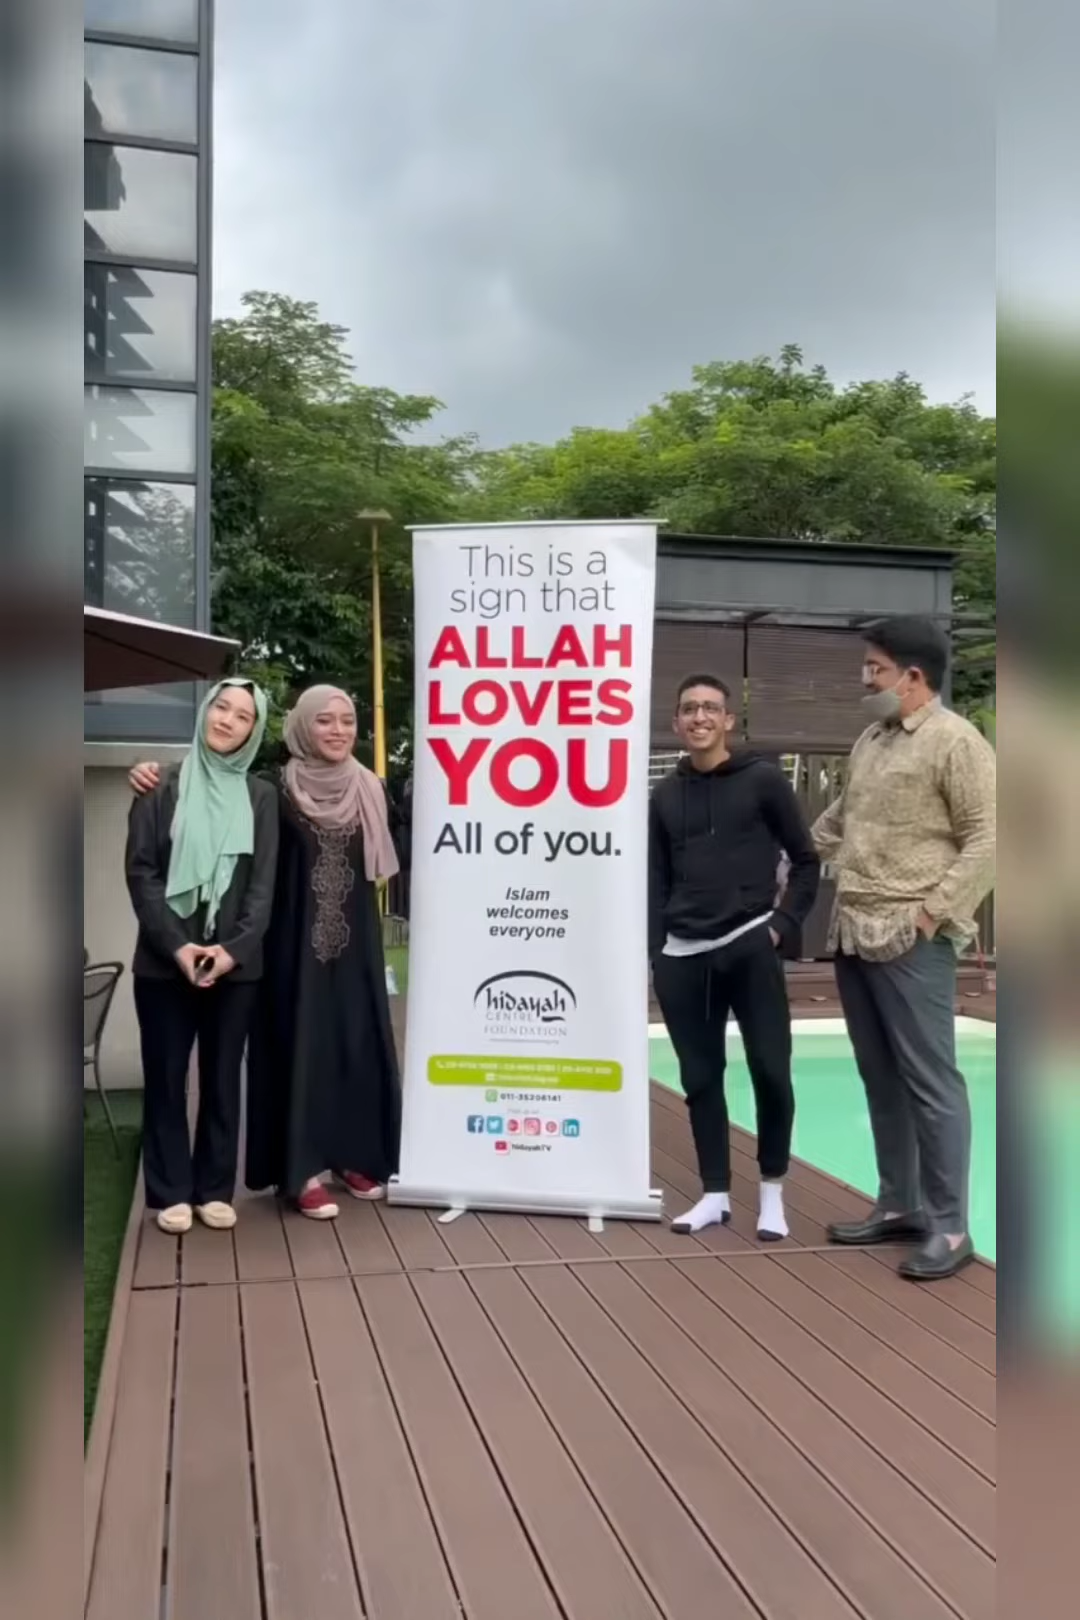 This is a
sign that
ALLAH
LOVES
YOU
All of you.
Islam
welcomes
everyone
hidayah
CENTRE
FOUNDATION
011-35206141
hidayahTV